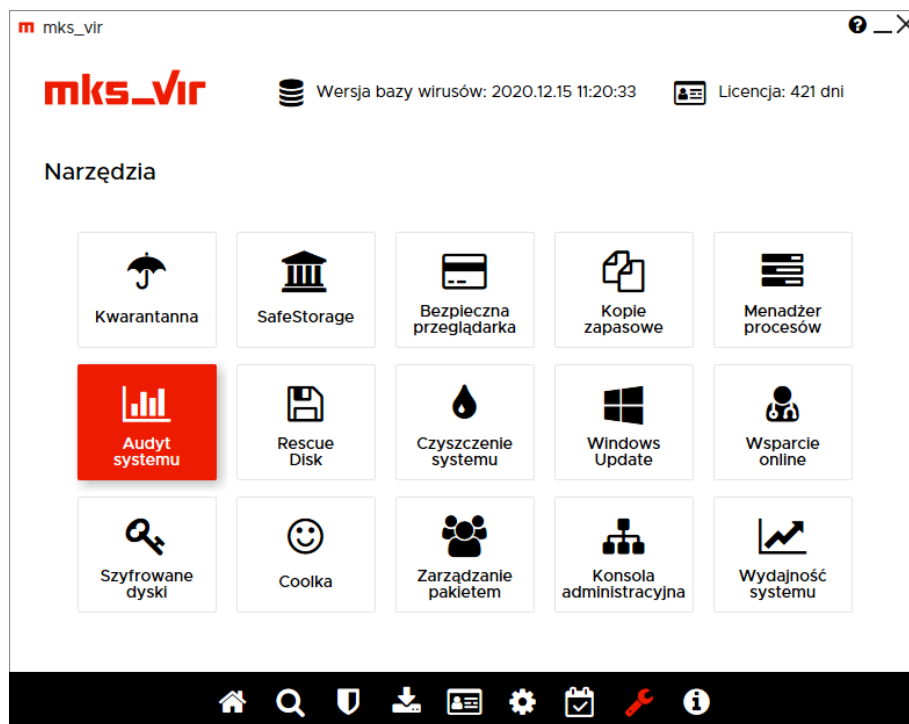 mks_vir
mks_vir
Wersja bazy wirusów: 2020.12.15 11:20:33
Licencja: 421 dni
Narzędzia
Kwarantanna
SafeStorage
Bezpieczna
przeglądarka
Kopie
zapasowe
Menadżer
procesów
Audyt
systemu
Rescue
Disk
Czyszczenie
systemu
Windows
Update
Wsparcie
online
Szyfrowane
dyski
Coolka
Zarządzanie
pakietem
Konsola
administracyjna
Wydajność
systemu